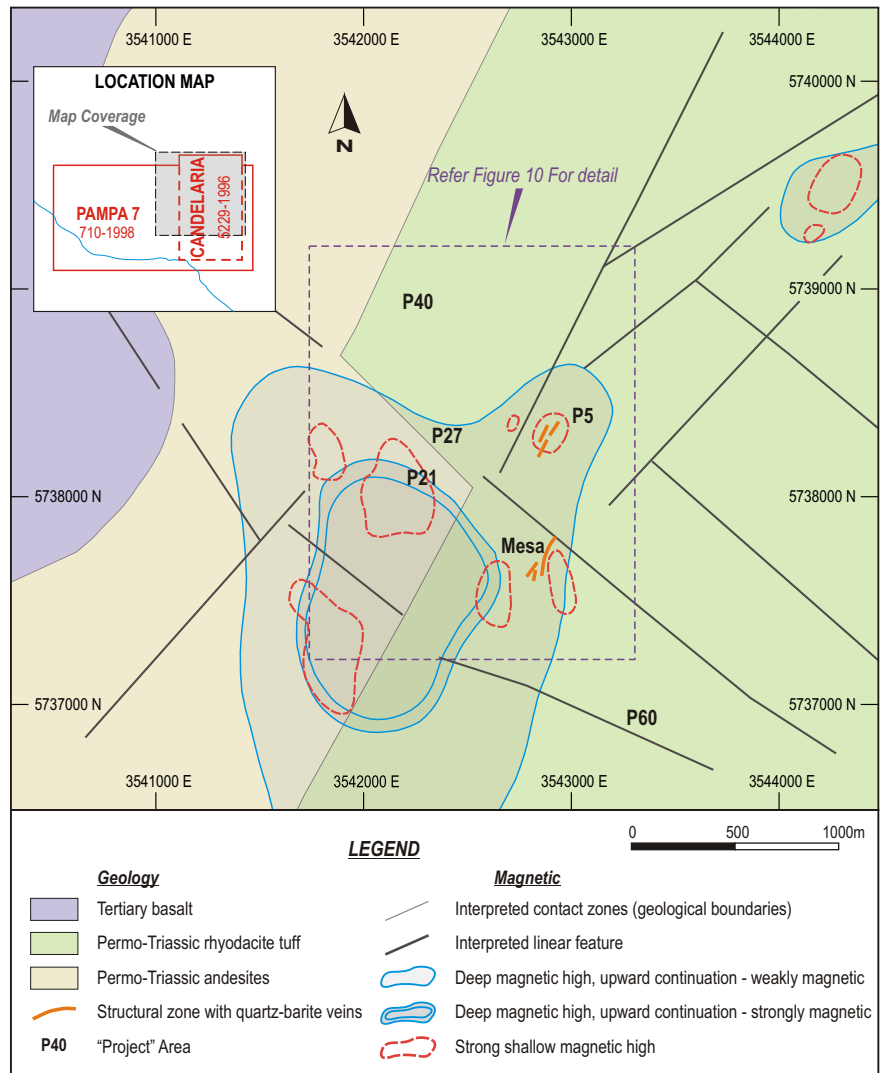 3541000 E
3542000 E
3543000 E
3544000 E
LOCATION MAP
Map Coverage
PAMPA 7
710-1998
CANDELARIA
5229-1996
N
5740000 N
Refer Figure 10 For detail
P40
5739000 N
5739000 N
P5
P27
P21
5738000 N
5738000 N
Mesa
5737000 N
5737000 N
P60
3541000 E
3542000 E
3543000 E
3544000 E
0 500 1000m
LEGEND
Geology
Tertiary basalt
Permo-Triassic rhyodacite tuff
Permo-Triassic andesites
Structural zone with quartz-barite veins
P40 "Project" Area
Magnetic
Interpreted contact zones (geological boundaries)
Interpreted linear feature
Deep magnetic high, upward continuation - weakly magnetic
Deep magnetic high, upward continuation - strongly magnetic
Strong shallow magnetic high